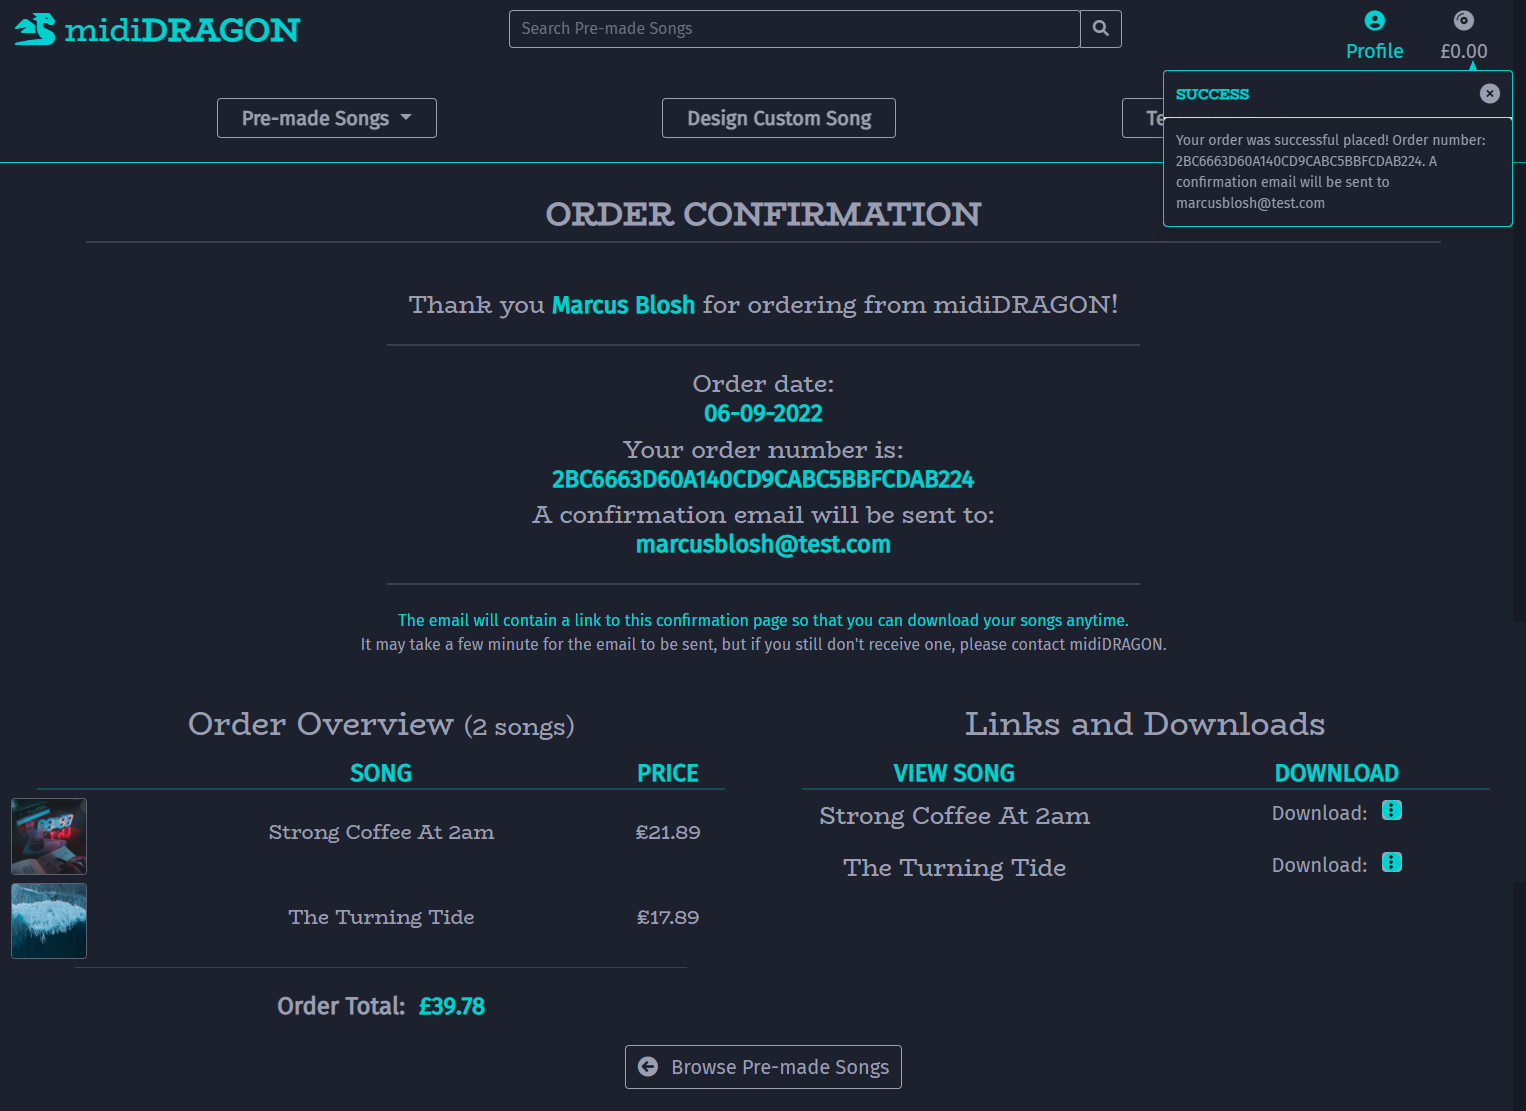 midiDRAGON
Search Pre-made Songs
Profile
£0.00
Pre-made Songs
Design Custom Song
Te
SUCCESS
Your order was successful placed! Order number:
2BC6663D60A140CD9CABC5BBFCDAB224. A
confirmation email will be sent to
marcusblosh@test.com
ORDER CONFIRMATION
Thank you Marcus Blosh for ordering from midiDRAGON!
Order date:
06-09-2022
Your order number is:
2BC6663D60A140CD9CABC5BBFCDAB224
A confirmation email will be sent to:
marcusblosh@test.com
The email will contain a link to this confirmation page so that you can download your songs anytime.
It may take a few minute for the email to be sent, but if you still don't receive one, please contact midiDRAGON.
Order Overview (2 songs)
SONG PRICE
Strong Coffee At 2am £21.89
The Turning Tide £17.89
Order Total: £39.78
Links and Downloads
VIEW SONG DOWNLOAD
Strong Coffee At 2am Download:
The Turning Tide Download:
Browse Pre-made Songs